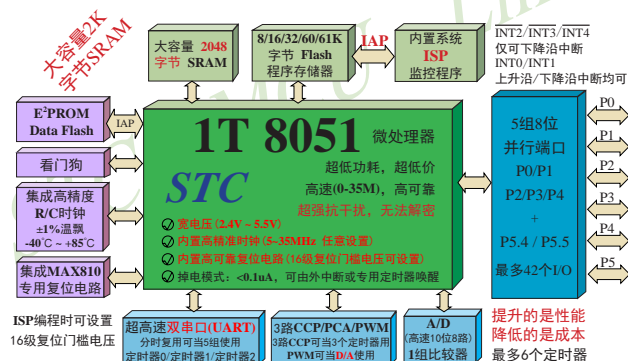 大容量2K
字节SRAM
大容量 2048
字节 SRAM
8/16/32/60/61K
字节 Flash
程序存储器
IAP
内置系统
ISP
监控程序
INT2/INT3/INT4
仅可下降沿中断
INT0/INT1
上升沿/下降沿中断均可
E²PROM
Data Flash
IAP
看门狗
集成高精度
R/C时钟
±1%温飘
-40℃ ~ +85℃
集成MAX810
专用复位电路
ISP编程时可设置
16级复位门槛电压
1T 8051 微处理器
STC
超低功耗，超低价
高速(0-35M)，高可靠
超强抗干扰，无法解密
宽电压(2.4V ~ 5.5V)
内置高精准时钟(5~35MHz 任意设置)
内置高可靠复位电路(16级复位门槛电压可设置)
掉电模式：<0.1uA，可由外中断或专用定时器唤醒
5组8位
并行端口
P0/P1
P2/P3/P4
+
P5.4 / P5.5
最多42个I/O
P0
P1
P2
P3
P4
P5
超高速双串口(UART)
分时复用可当5组使用
定时器0/定时器1/定时器2
3路CCP/PCA/PWM
3路CCP可当3个定时器用
PWM可当D/A使用
A/D
(高速10位8路)
1组比较器
提升的是性能
降低的是成本
最多6个定时器